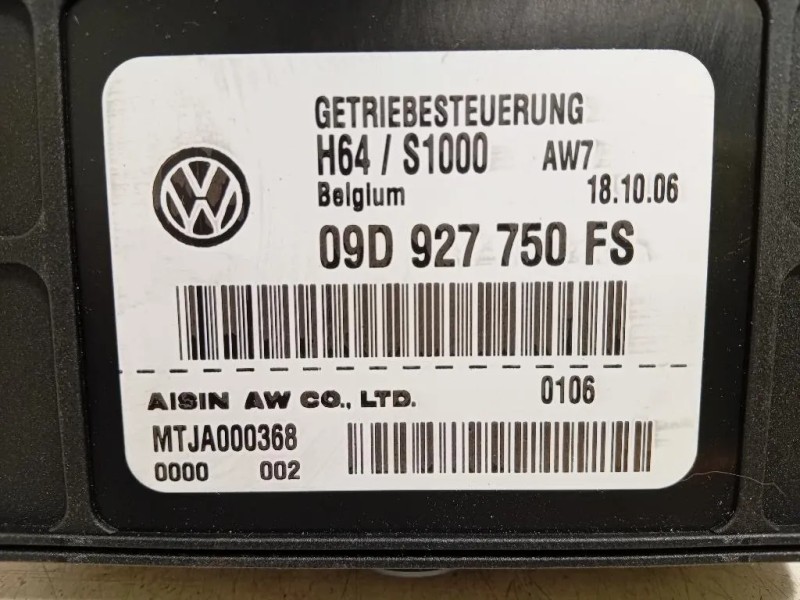 GETRIEBESTEUERUNG
H64 / S1000 AW7
Belgium 18.10.06
09D 927 750 FS
AISIN AW CO., LTD. 0106
MTJA000368
0000 002